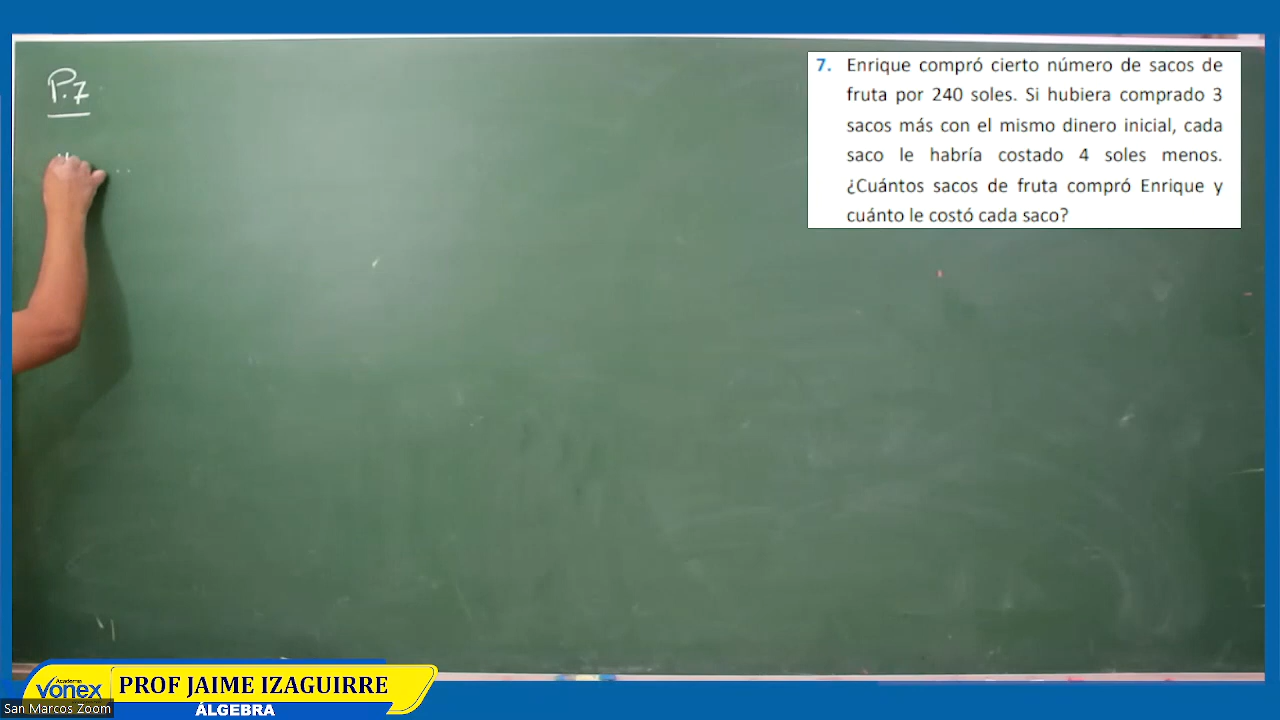 P.7
7. Enrique compró cierto número de sacos de
fruta por 240 soles. Si hubiera comprado 3
sacos más con el mismo dinero inicial, cada
saco le habría costado 4 soles menos.
¿Cuántos sacos de fruta compró Enrique y
cuánto le costó cada saco?
Academia
vonex
PROF JAIME IZAGUIRRE
ÁLGEBRA
San Marcos Zoom